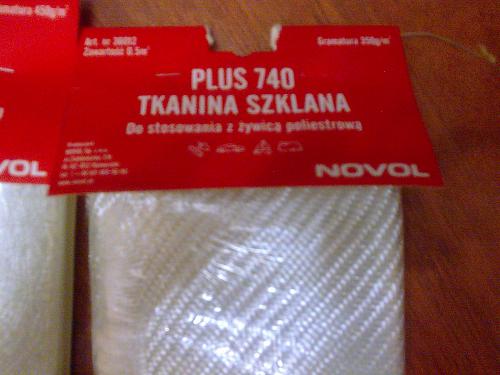 Gramatura 450g/m²
Art. nr 36012
Zawartość 0.5m²
Gramatura 350g/m²
PLUS 740
TKANINA SZKLANA
Do stosowania z żywicą poliestrową
NOVOL
NOVOL